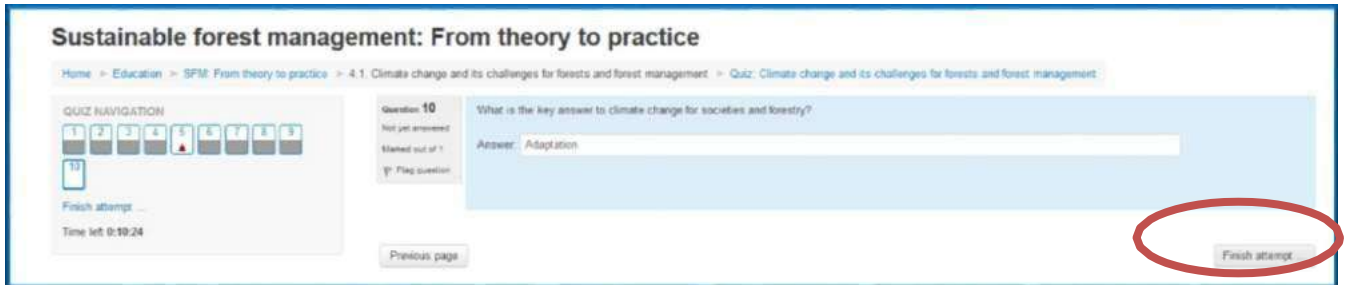 Sustainable forest management: From theory to practice
Home > Education > SFM: From theory to practice > 4.1. Climate change and its challenges for forests and forest management > Quiz: Climate change and its challenges for forests and forest management
QUIZ NAVIGATION
1 2 3 4 5 6 7 8 9
10
Finish attempt ...
Time left 0:10:24
Question 10
Not yet answered
Marked out of 1
Flag question
What is the key answer to climate change for societies and forestry?
Answer: Adaptation
Previous page
Finish attempt